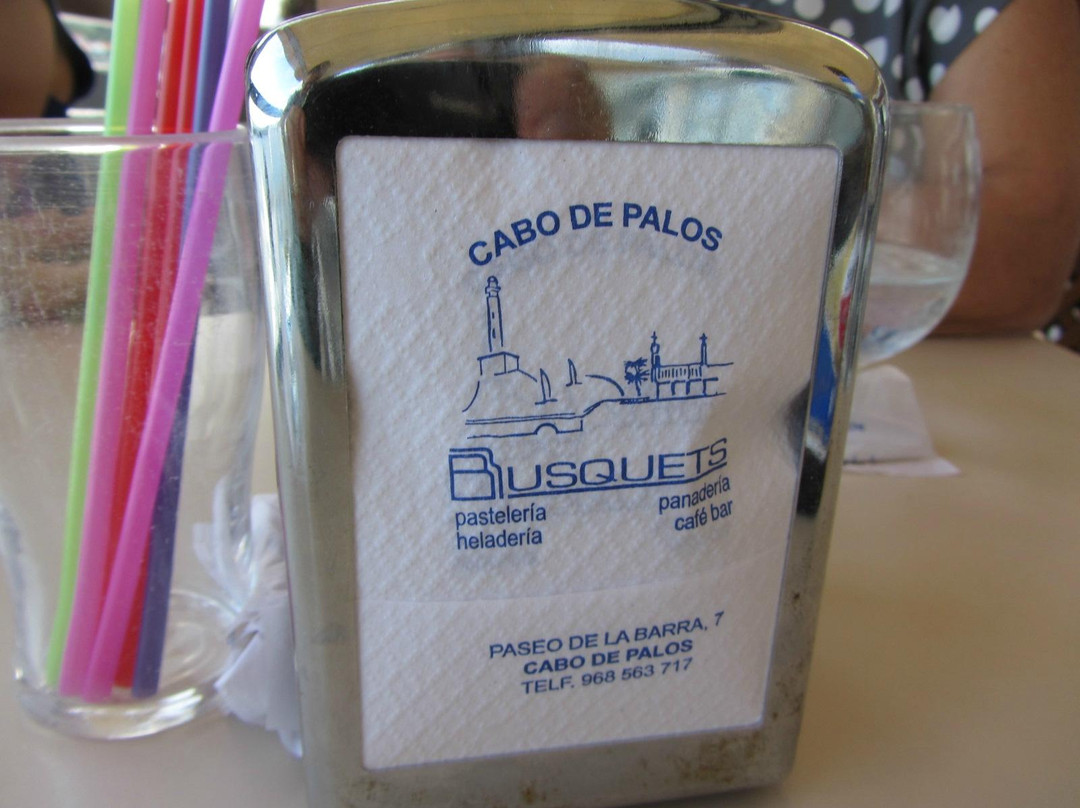 CABO DE PALOS
BUSQUETS
pastelería
heladería
panadería
café bar
PASEO DE LA BARRA, 7
CABO DE PALOS
TELF. 968 563 717